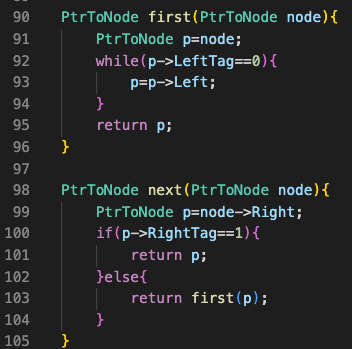 90 PtrToNode first(PtrToNode node){
91     PtrToNode p=node;
92     while(p->LeftTag==0){
93         p=p->Left;
94     }
95     return p;
96 }
97
98 PtrToNode next(PtrToNode node){
99     PtrToNode p=node->Right;
100     if(p->RightTag==1){
101         return p;
102     }else{
103         return first(p);
104     }
105 }